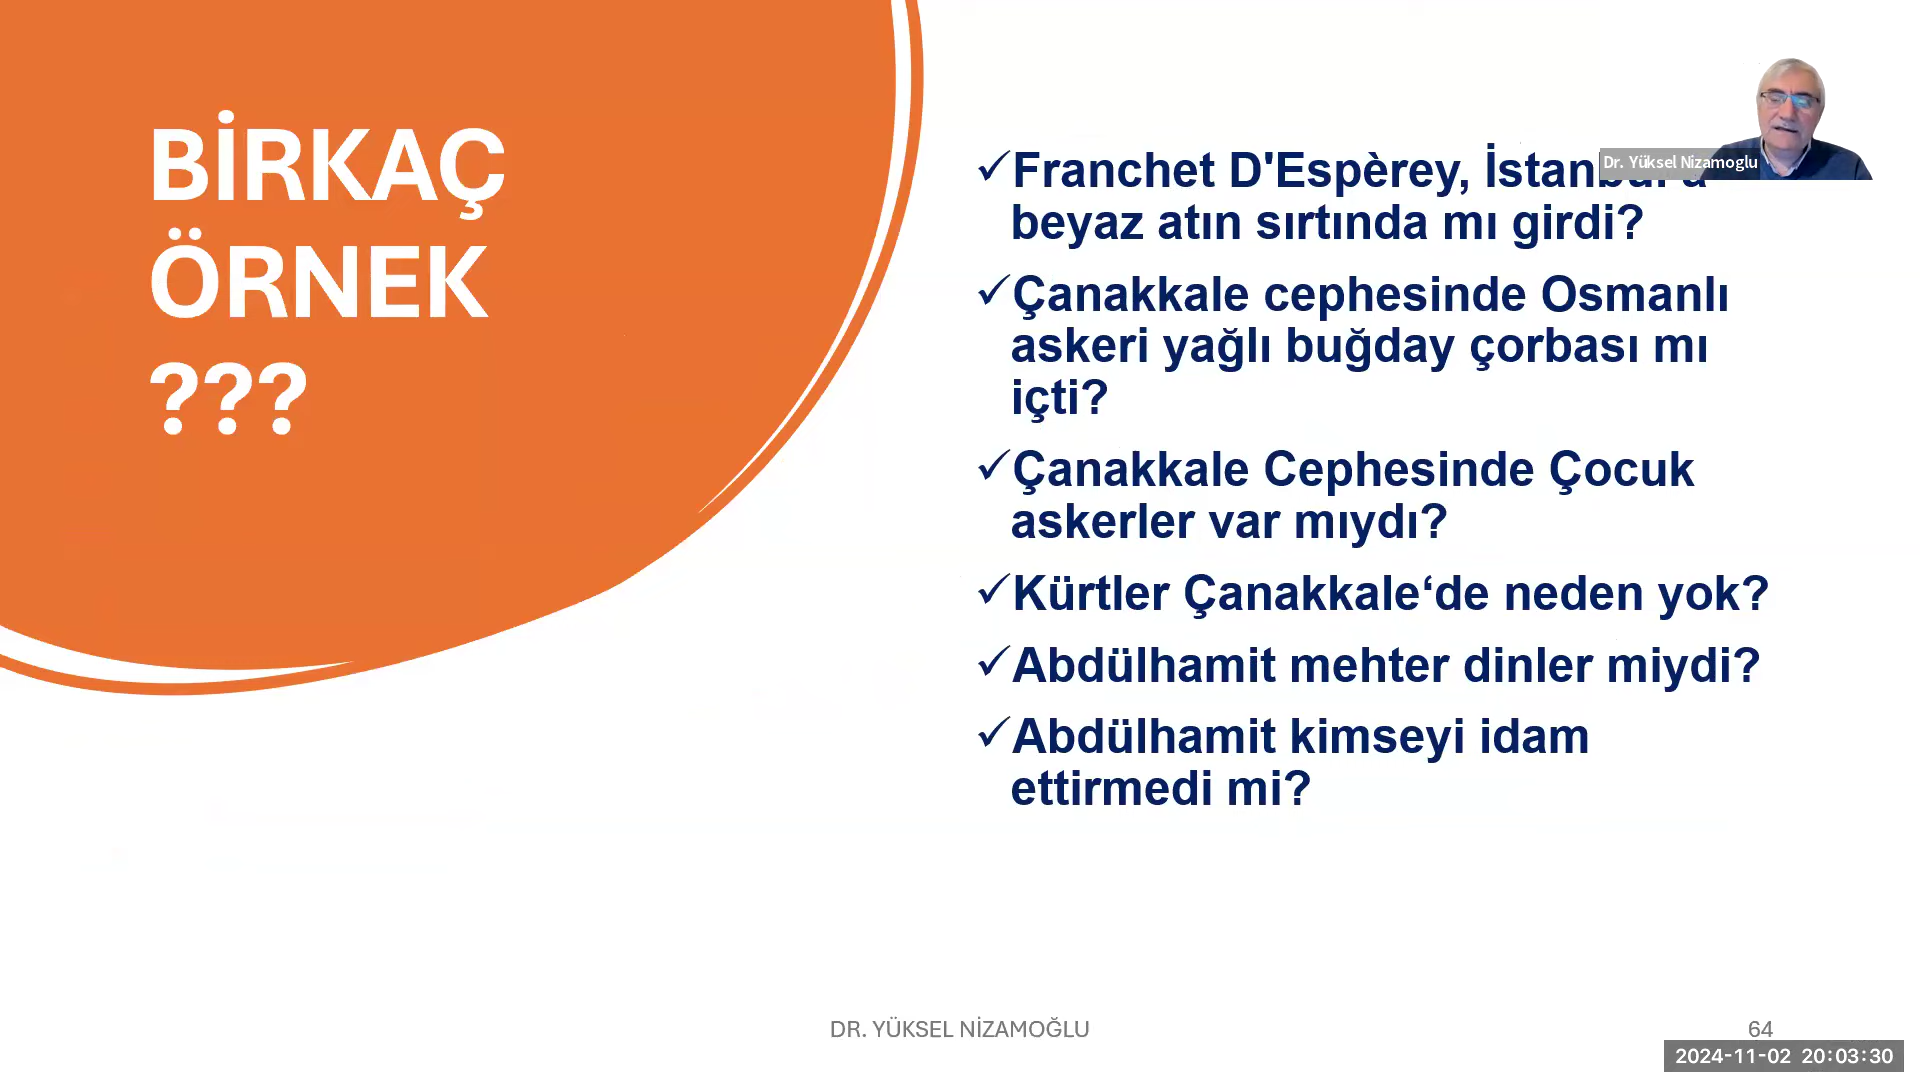 BİRKAÇ
ÖRNEK
???
✓Franchet D'Espèrey,
beyaz atın sırtında mı girdi?
✓Çanakkale cephesinde Osmanlı
askeri yağlı buğday çorbası mı
içti?
✓Çanakkale Cephesinde Çocuk
askerler var mıydı?
✓Kürtler Çanakkale‘de neden yok?
✓Abdülhamit mehter dinler miydi?
✓Abdülhamit kimseyi idam
ettirmedi mi?
Dr. Yüksel Nizamoglu
DR. YÜKSEL NİZAMOĞLU
64
2024-11-02 20:03:30